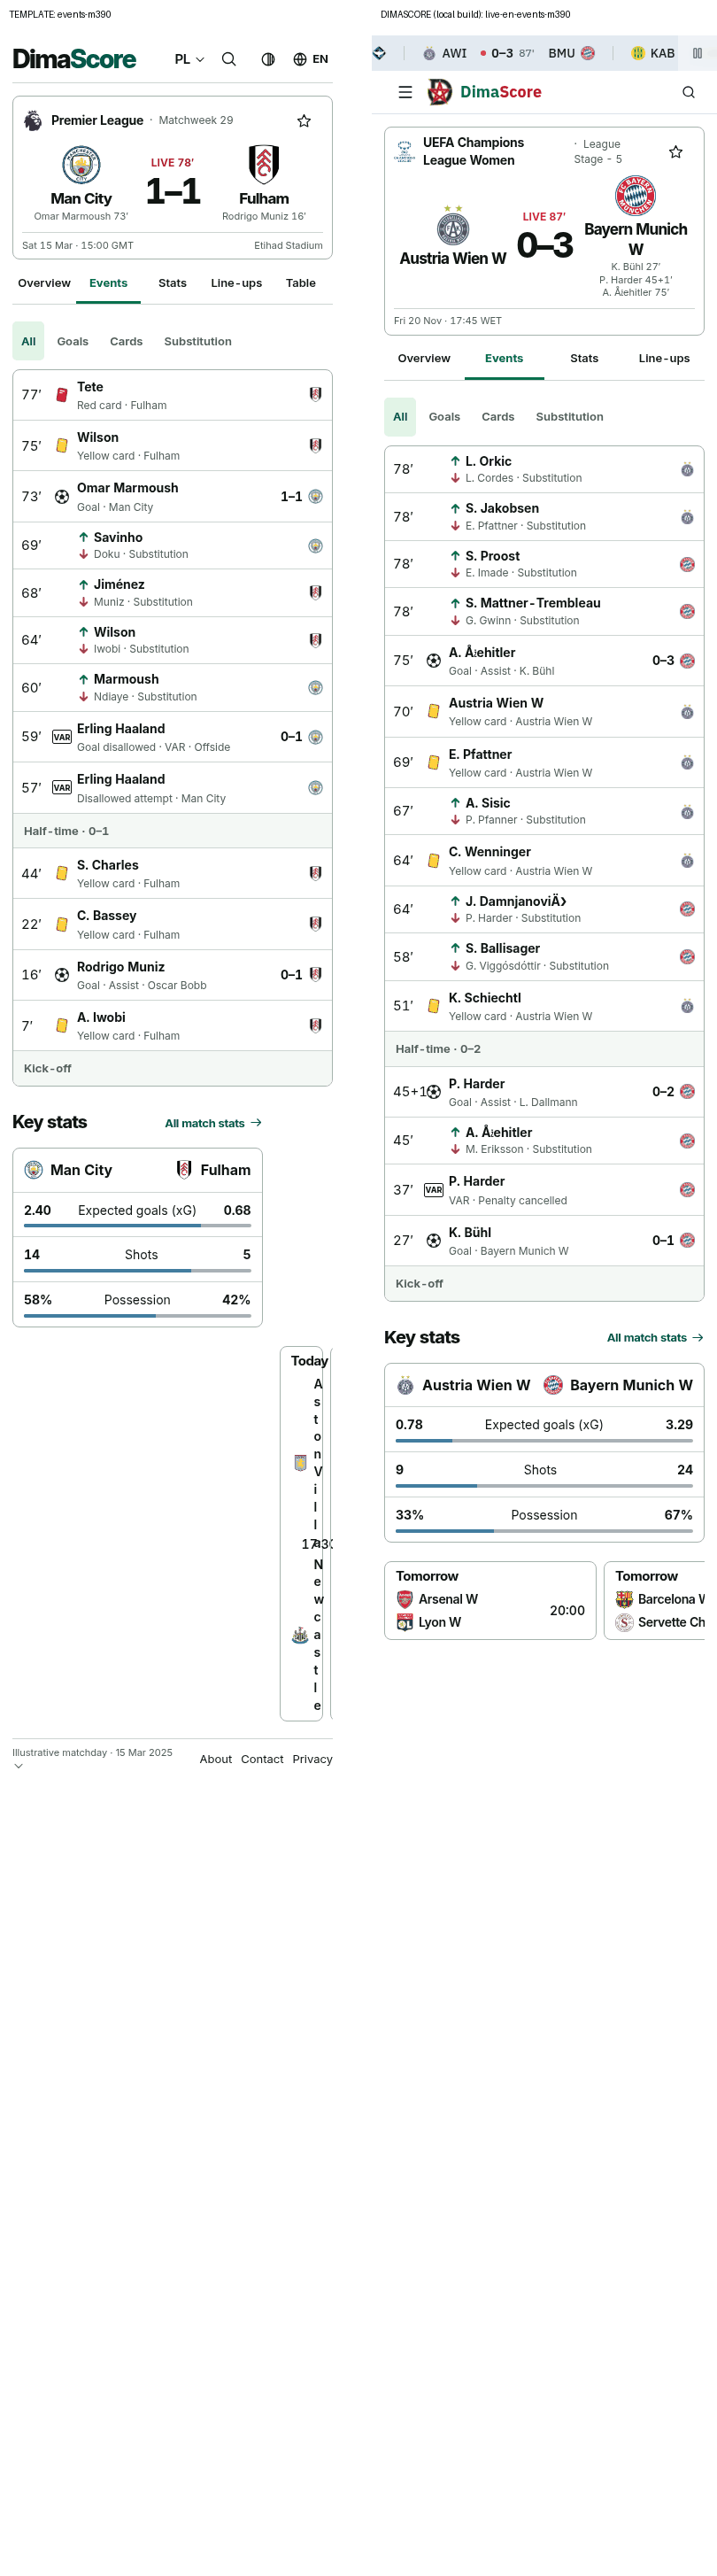 TEMPLATE: events-m390
DimaScore
PL
EN
Premier League · Matchweek 29
LIVE 78′
1–1
Man City
Fulham
Omar Marmoush 73′
Rodrigo Muniz 16′
Sat 15 Mar · 15:00 GMT
Etihad Stadium
Overview
Events
Stats
Line-ups
Table
All
Goals
Cards
Substitution
77′
Tete
Red card · Fulham
75′
Wilson
Yellow card · Fulham
73′
Omar Marmoush
Goal · Man City
1–1
69′
Savinho
Doku · Substitution
68′
Jiménez
Muniz · Substitution
64′
Wilson
Iwobi · Substitution
60′
Marmoush
Ndiaye · Substitution
59′
VAR
Erling Haaland
Goal disallowed · VAR · Offside
0–1
57′
VAR
Erling Haaland
Disallowed attempt · Man City
Half-time · 0–1
44′
S. Charles
Yellow card · Fulham
22′
C. Bassey
Yellow card · Fulham
16′
Rodrigo Muniz
Goal · Assist · Oscar Bobb
0–1
7′
A. Iwobi
Yellow card · Fulham
Kick-off
Key stats
All match stats
Man City
Fulham
2.40
Expected goals (xG)
0.68
14
Shots
5
58%
Possession
42%
Today
Aston Villa
Newcastle
Illustrative matchday · 15 Mar 2025
About
Contact
Privacy
DIMASCORE (local build): live-en-events-m390
AWI
0–3
87'
BMU
KAB
DimaScore
UEFA Champions
League Women
· League
Stage - 5
LIVE 87′
0–3
Austria Wien W
Bayern Munich
W
K. Bühl 27′
P. Harder 45+1′
A. Åehitler 75′
Fri 20 Nov · 17:45 WET
Overview
Events
Stats
Line-ups
All
Goals
Cards
Substitution
78′
L. Orkic
L. Cordes · Substitution
78′
S. Jakobsen
E. Pfattner · Substitution
78′
S. Proost
E. Imade · Substitution
78′
S. Mattner-Trembleau
G. Gwinn · Substitution
75′
A. Åehitler
Goal · Assist · K. Bühl
0–3
70′
Austria Wien W
Yellow card · Austria Wien W
69′
E. Pfattner
Yellow card · Austria Wien W
67′
A. Sisic
P. Pfanner · Substitution
64′
C. Wenninger
Yellow card · Austria Wien W
64′
J. DamnjanoviÄ
P. Harder · Substitution
58′
S. Ballisager
G. Viggósdóttir · Substitution
51′
K. Schiechtl
Yellow card · Austria Wien W
Half-time · 0–2
45+1
P. Harder
Goal · Assist · L. Dallmann
0–2
45′
A. Åehitler
M. Eriksson · Substitution
37′
VAR
P. Harder
VAR · Penalty cancelled
27′
K. Bühl
Goal · Bayern Munich W
0–1
Kick-off
Key stats
All match stats
Austria Wien W
Bayern Munich W
0.78
Expected goals (xG)
3.29
9
Shots
24
33%
Possession
67%
Tomorrow
Arsenal W
Lyon W
20:00
Tomorrow
Barcelona W
Servette Ch